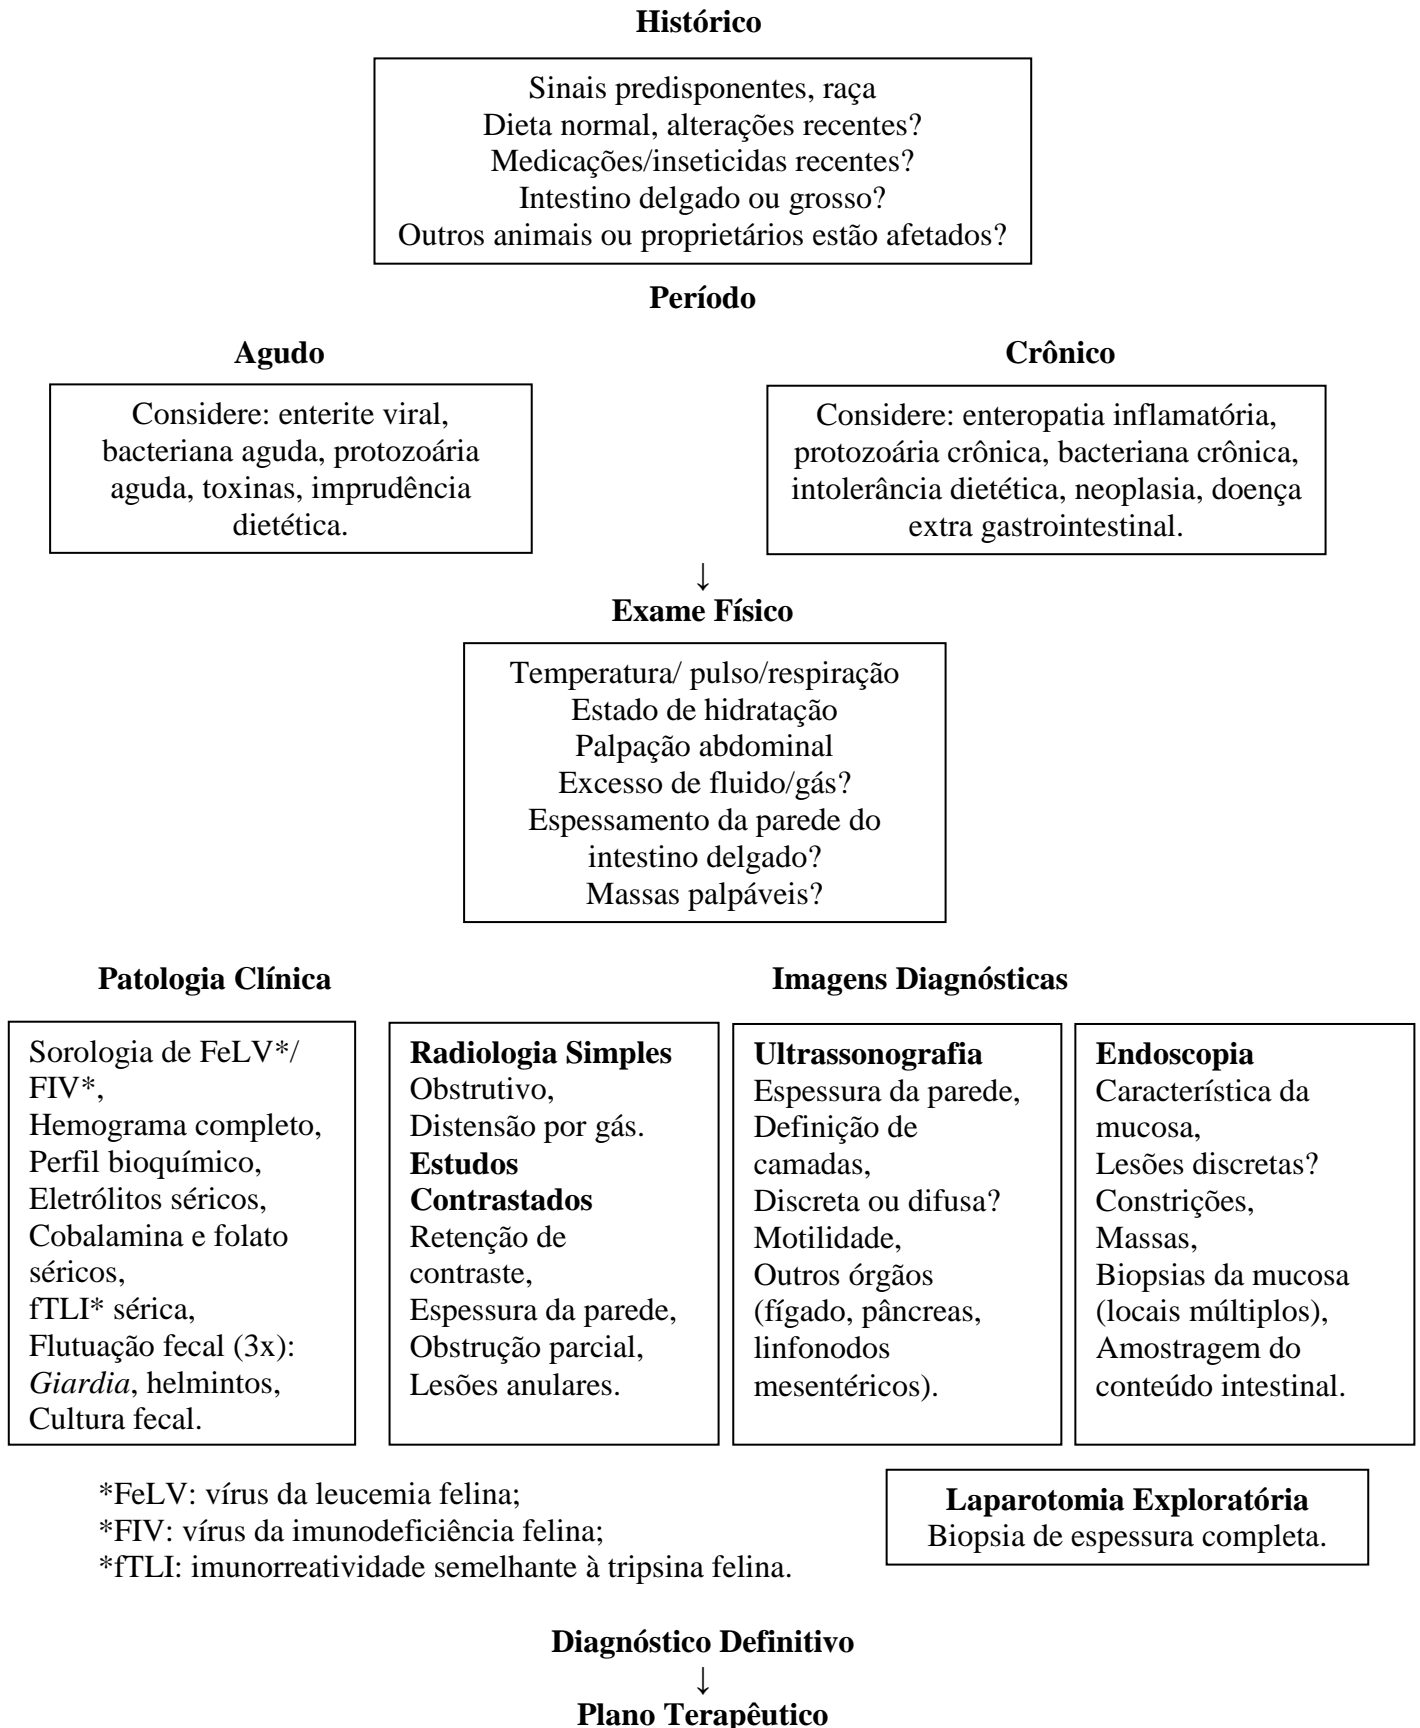 Histórico
Sinais predisponentes, raça
Dieta normal, alterações recentes?
Medicações/inseticidas recentes?
Intestino delgado ou grosso?
Outros animais ou proprietários estão afetados?
Período
Agudo
Considere: enterite viral,
bacteriana aguda, protozoária
aguda, toxinas, imprudência
dietética.
Crônico
Considere: enteropatia inflamatória,
protozoária crônica, bacteriana crônica,
intolerância dietética, neoplasia, doença
extra gastrointestinal.
↓
Exame Físico
Temperatura/ pulso/respiração
Estado de hidratação
Palpação abdominal
Excesso de fluido/gás?
Espessamento da parede do
intestino delgado?
Massas palpáveis?
Patologia Clínica
Sorologia de FeLV*/
FIV*,
Hemograma completo,
Perfil bioquímico,
Eletrólitos séricos,
Cobalamina e folato
séricos,
fTLI* sérica,
Flutuação fecal (3x):
Giardia, helmintos,
Cultura fecal.
Imagens Diagnósticas
Radiologia Simples
Obstrutivo,
Distensão por gás.
Estudos
Contrastados
Retenção de
contraste,
Espessura da parede,
Obstrução parcial,
Lesões anulares.
Ultrassonografia
Espessura da parede,
Definição de
camadas,
Discreta ou difusa?
Motilidade,
Outros órgãos
(fígado, pâncreas,
linfonodos
mesentéricos).
Endoscopia
Característica da
mucosa,
Lesões discretas?
Constrições,
Massas,
Biopsias da mucosa
(locais múltiplos),
Amostragem do
conteúdo intestinal.
*FeLV: vírus da leucemia felina;
*FIV: vírus da imunodeficiência felina;
*fTLI: imunorreatividade semelhante à tripsina felina.
Laparotomia Exploratória
Biopsia de espessura completa.
Diagnóstico Definitivo
↓
Plano Terapêutico